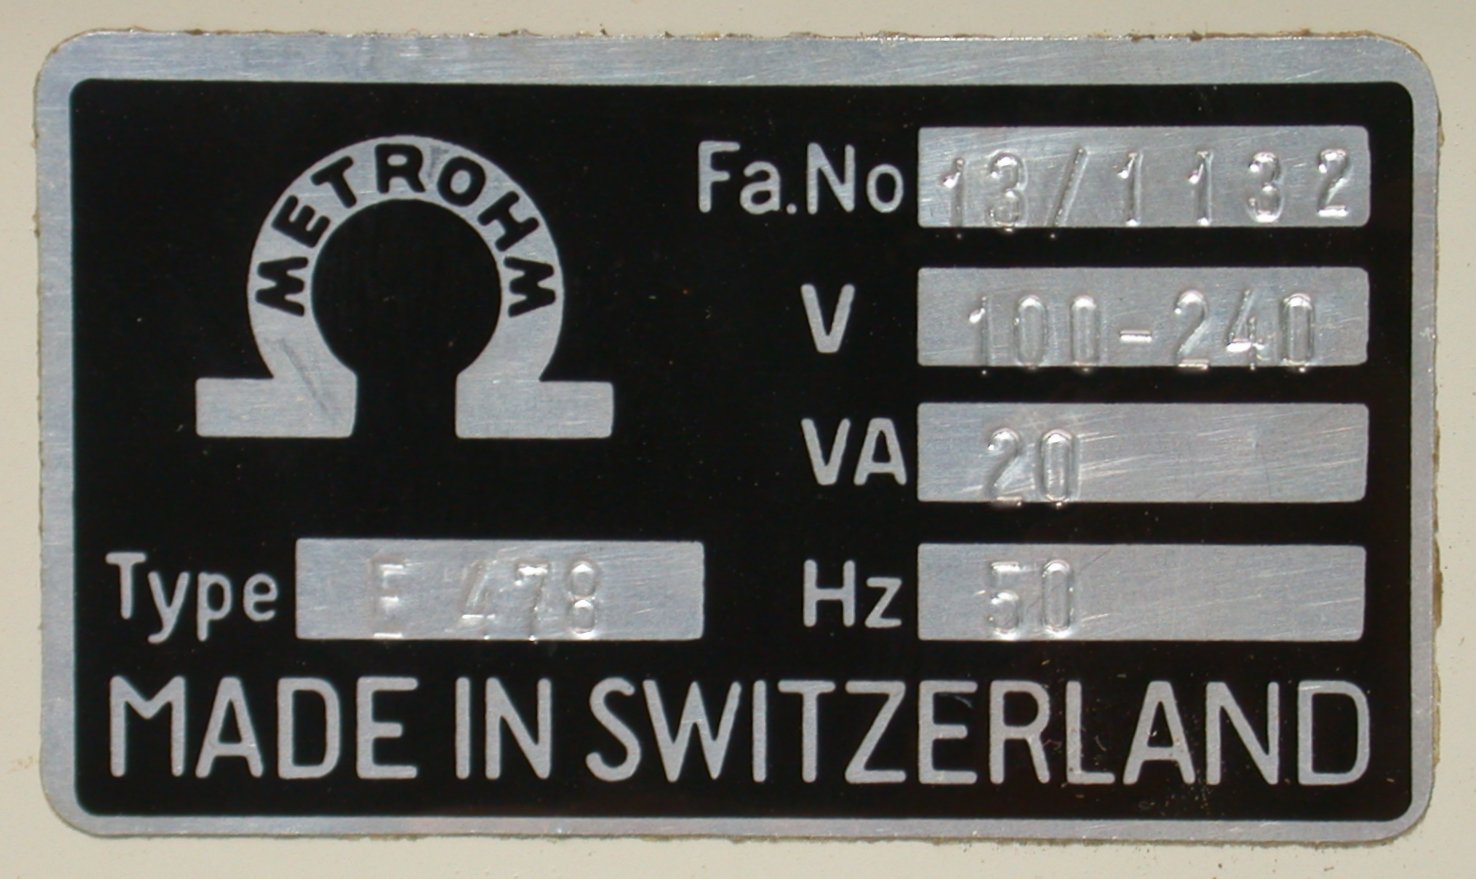 METROHM
Fa.No 13/1132
V 100-240
VA 20
Type E 478
Hz 50
MADE IN SWITZERLAND